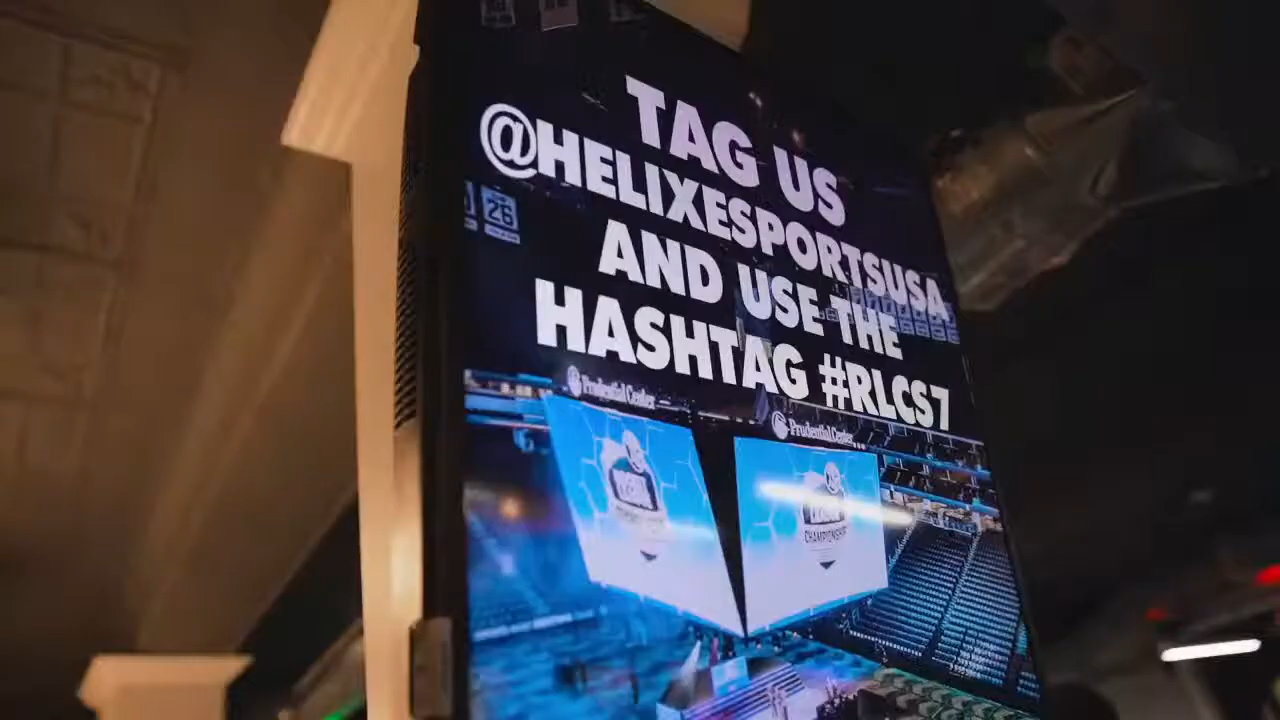 TAG US
@HELIXESPORTSUSA
26
AND USE THE
HASHTAG #RLCS7
Prudential Center
Prudential Center
CHAMPIONSHIP